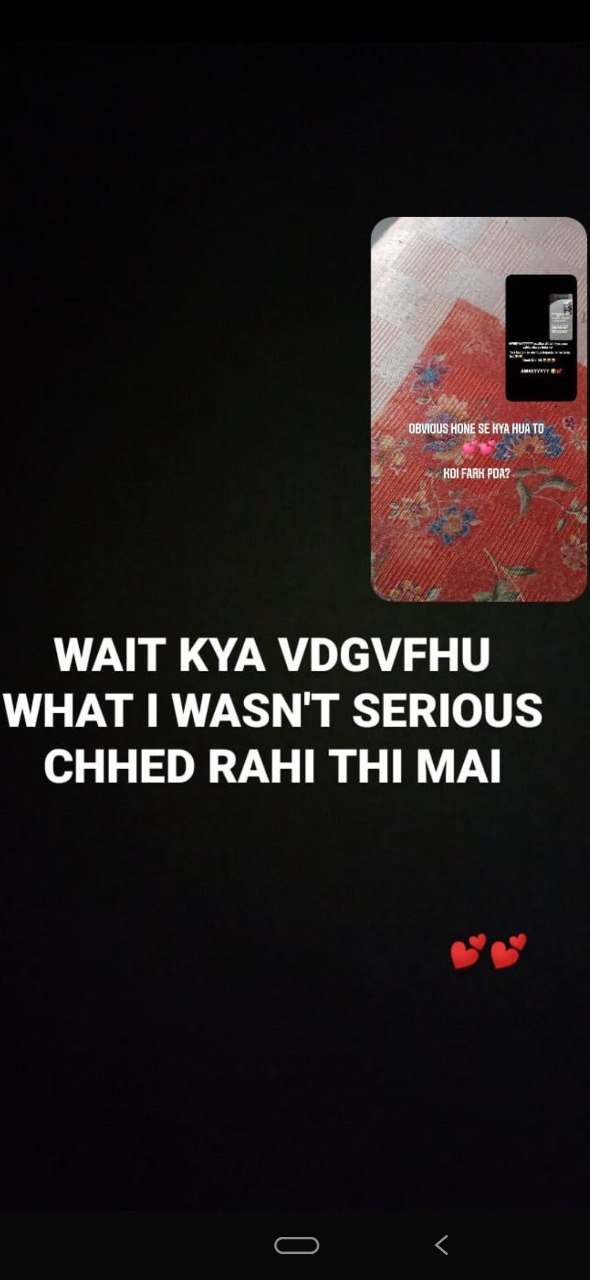 OBVIOUS HONE SE KYA HUA TO
💕💕
KOI FARK PDA?
WAIT KYA VDGVFHU
WHAT I WASN'T SERIOUS
CHHED RAHI THI MAI
💕💕